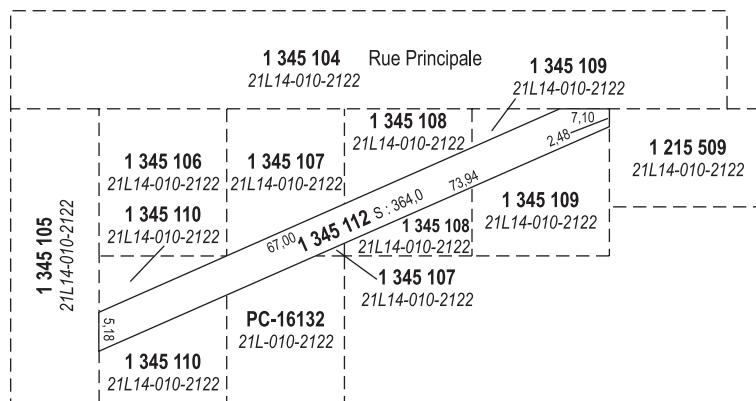 1 345 104 Rue Principale
21L14-010-2122
1 345 109
21L14-010-2122
1 345 108
21L14-010-2122
7,10
2,48
1 215 509
21L14-010-2122
1 345 106
21L14-010-2122
1 345 107
21L14-010-2122
1 345 105
21L14-010-2122
1 345 110
21L14-010-2122
67,00
1 345 112 S : 364,0
73,94
1 345 109
21L14-010-2122
1 345 108
21L14-010-2122
1 345 107
21L14-010-2122
5,18
PC-16132
21L-010-2122
1 345 110
21L14-010-2122